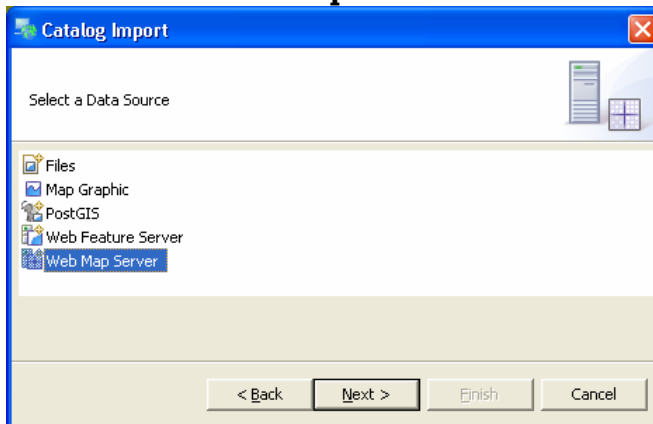 Catalog Import
Select a Data Source
Files
Map Graphic
PostGIS
Web Feature Server
Web Map Server
< Back Next > Finish Cancel